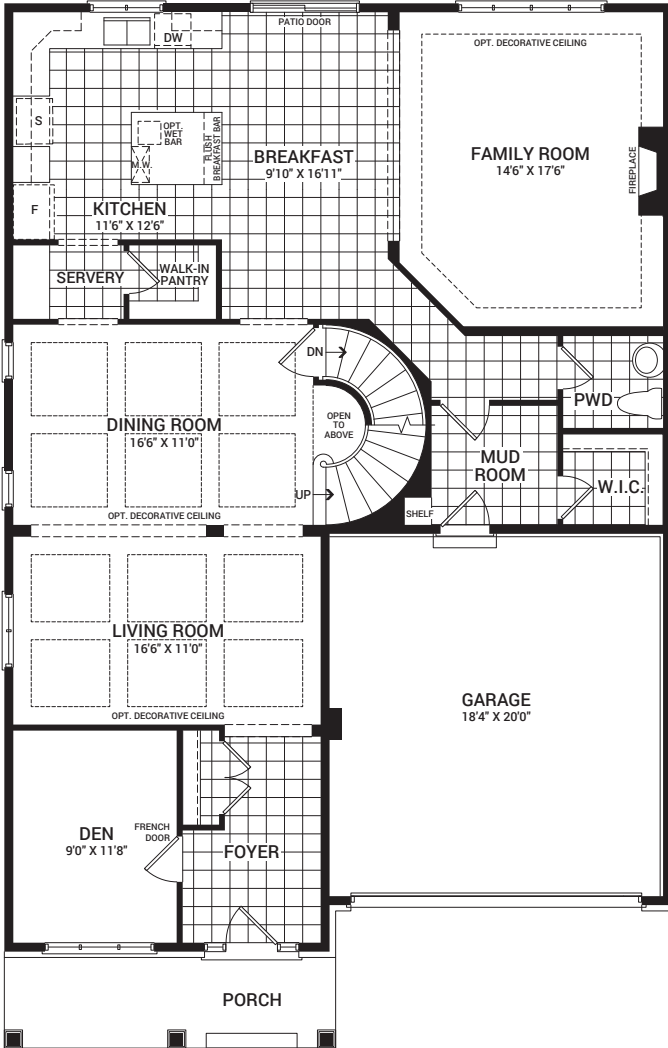 PATIO DOOR
DW
OPT. DECORATIVE CEILING
S
OPT.
WET
BAR
FLUSH
BREAKFAST BAR
M.W.
BREAKFAST
9'10" X 16'11"
FAMILY ROOM
14'6" X 17'6"
FIREPLACE
F
KITCHEN
11'6" X 12'6"
SERVERY
WALK-IN
PANTRY
DN
PWD
DINING ROOM
16'6" X 11'0"
OPEN
TO
ABOVE
MUD
ROOM
W.I.C.
UP
SHELF
OPT. DECORATIVE CEILING
LIVING ROOM
16'6" X 11'0"
GARAGE
18'4" X 20'0"
OPT. DECORATIVE CEILING
DEN
9'0" X 11'8"
FRENCH
DOOR
FOYER
PORCH